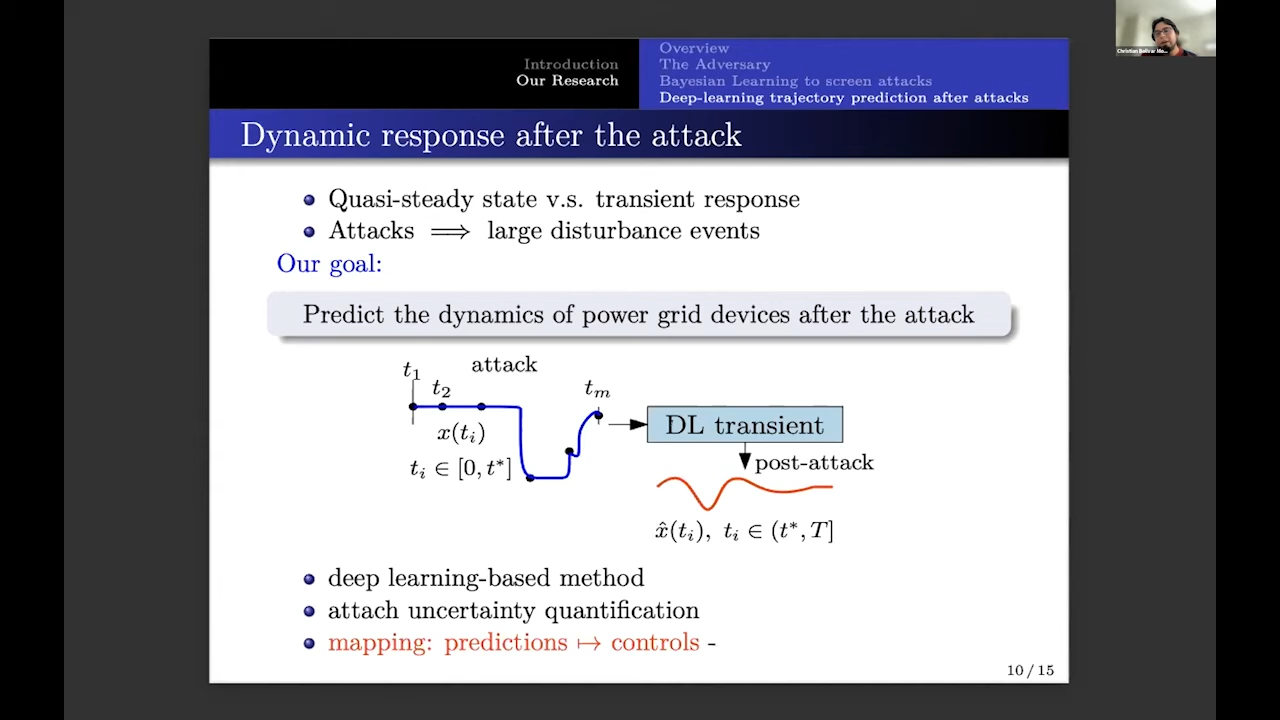 Christian Bolivar Mo...
Introduction
Our Research
Overview
The Adversary
Bayesian Learning to screen attacks
Deep-learning trajectory prediction after attacks
Dynamic response after the attack
Quasi-steady state v.s. transient response
Attacks ⟹ large disturbance events
Our goal:
Predict the dynamics of power grid devices after the attack
t₁
attack
t₂
tₘ
x(tᵢ)
DL transient
tᵢ ∈ [0, t*]
post-attack
x̂(tᵢ), tᵢ ∈ (t*, T]
deep learning-based method
attach uncertainty quantification
mapping: predictions ↦ controls -
10 / 15